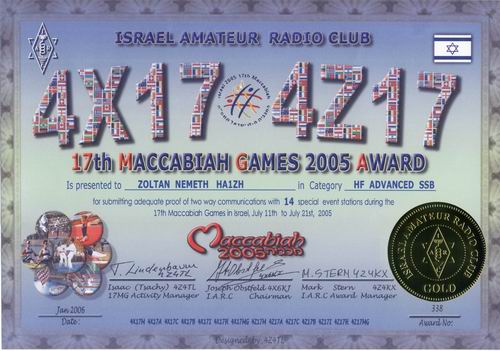 ISRAEL AMATEUR RADIO CLUB
4X17 4Z17
17th MACCABIAH GAMES 2005 AWARD
Is presented to ZOLTAN NEMETH HA1ZH in Category HF ADVANCED SSB
for submitting adequate proof of two way communications with 14 special event stations during the
17th Maccabiah Games in Israel, July 11th to July 21st, 2005
Maccabiah
2005
ISRAEL AMATEUR RADIO CLUB
GOLD
M. STERN 4Z4KX
Isaac (Tsachy) 4Z4TL
17MG Activity Manager
Joseph Obstfeld 4X6KJ
I.A.R.C Chairman
Mark Stern 4Z4KX
I.A.R.C Award Manager
Jan 2006
Date:
338
Award No:
Designed by 4Z4TL